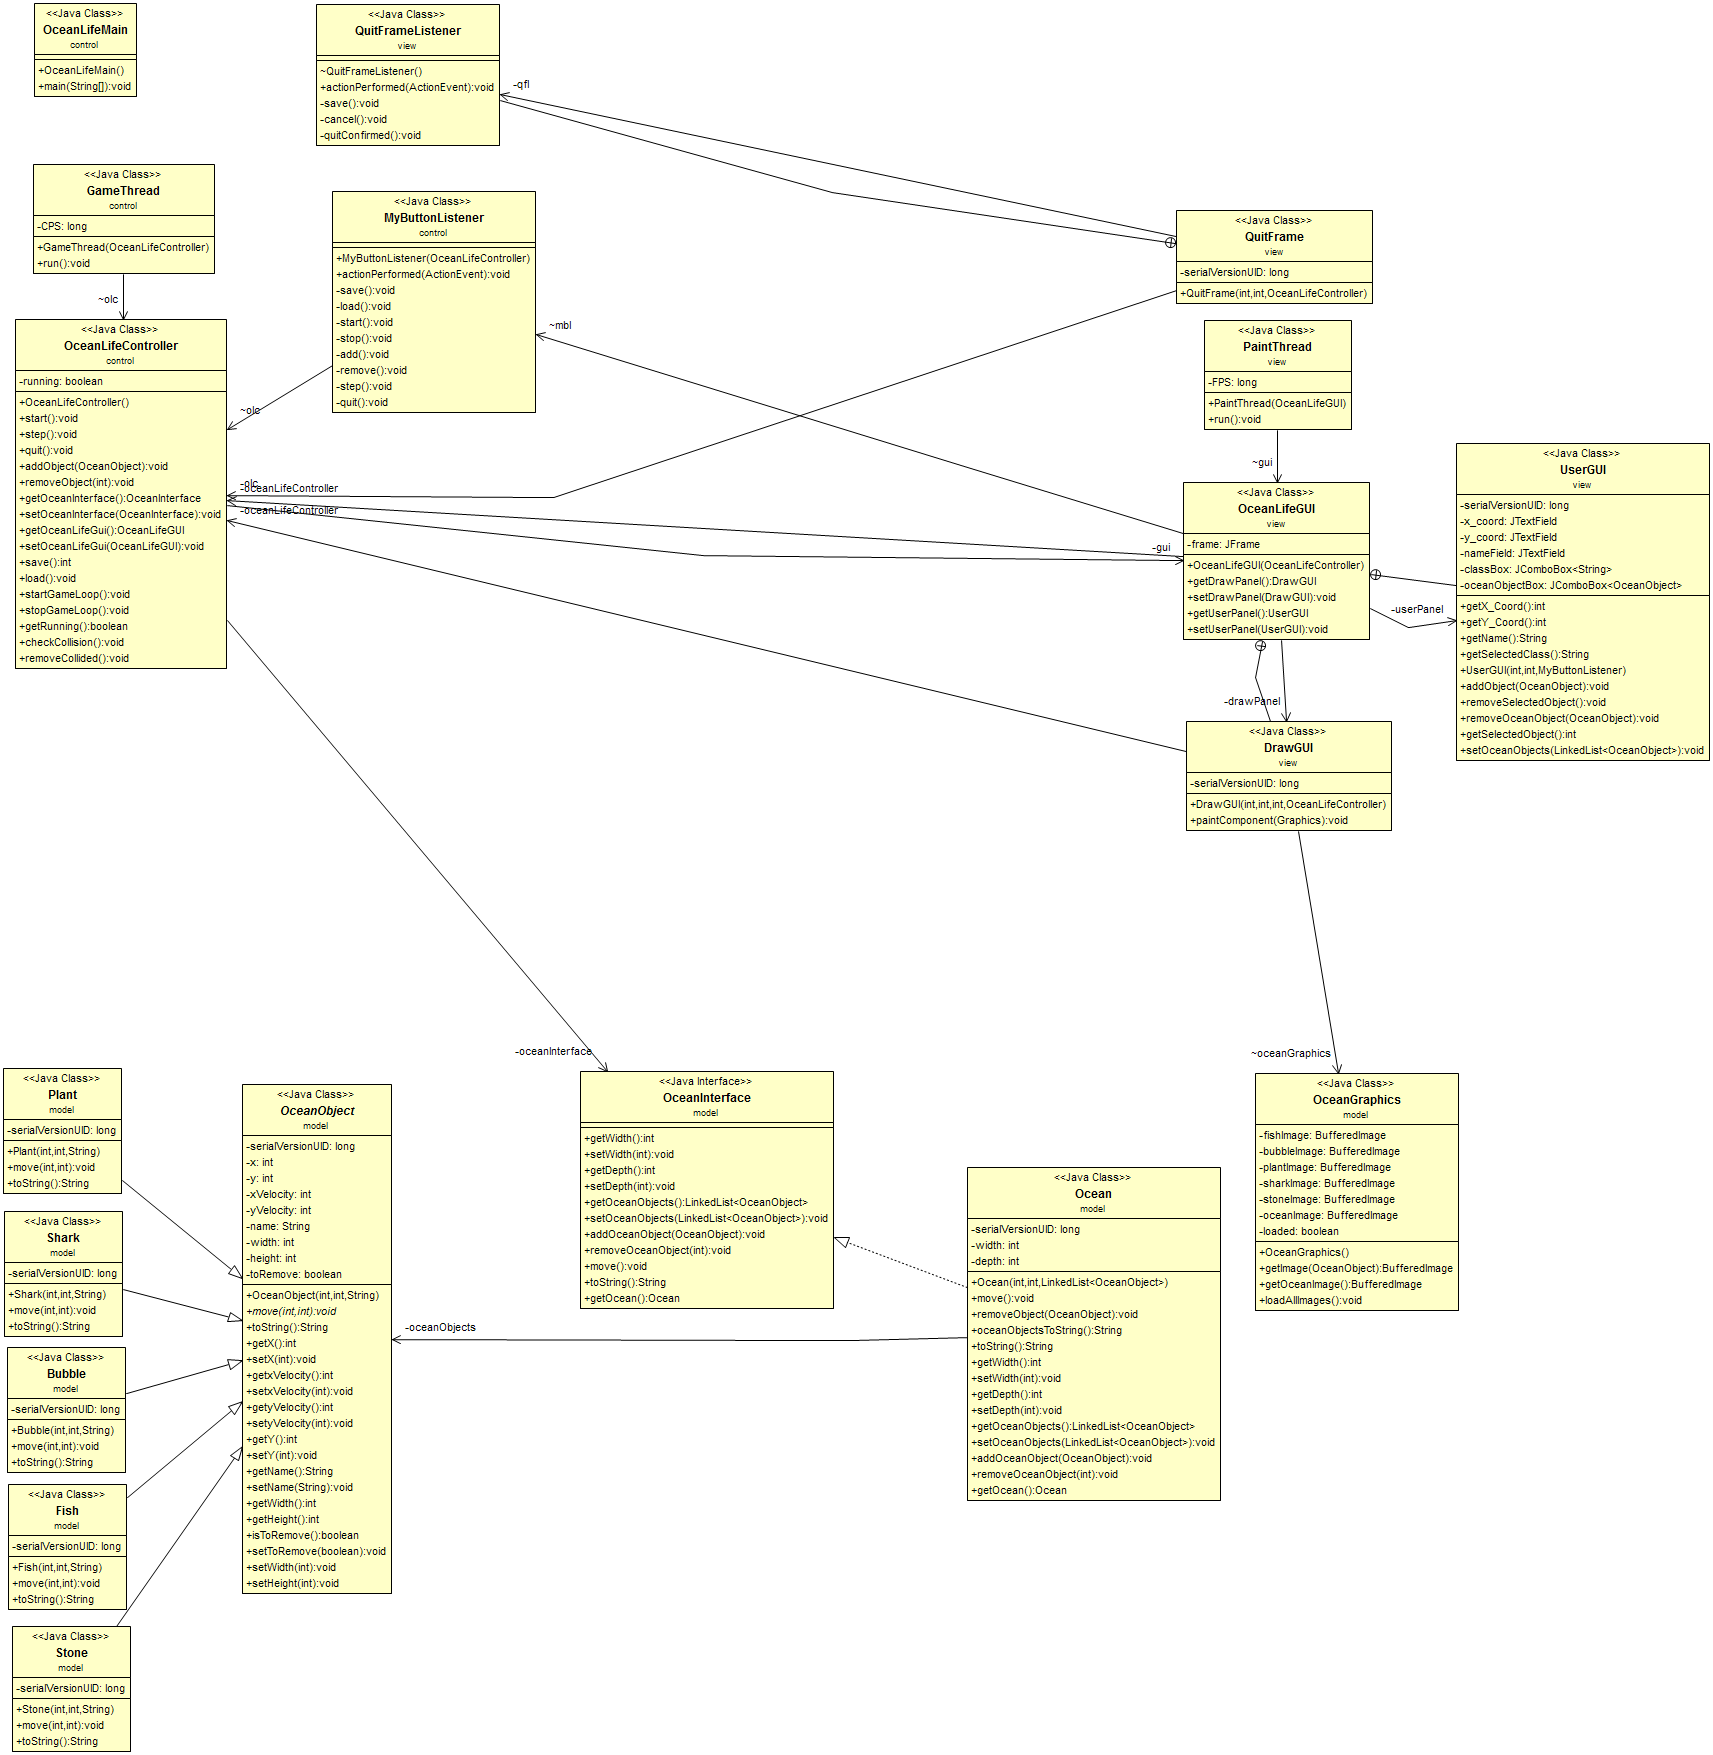 <<Java Class>>
OceanLifeMain
control
+OceanLifeMain()
+main(String[]):void
<<Java Class>>
QuitFrameListener
view
~QuitFrameListener()
+actionPerformed(ActionEvent):void
-save():void
-cancel():void
-quitConfirmed():void
-qfl
<<Java Class>>
GameThread
control
-CPS: long
+GameThread(OceanLifeController)
+run():void
~olc
<<Java Class>>
MyButtonListener
control
+MyButtonListener(OceanLifeController)
+actionPerformed(ActionEvent):void
-save():void
-load():void
-start():void
-stop():void
-add():void
-remove():void
-step():void
-quit():void
~mbl
<<Java Class>>
QuitFrame
view
-serialVersionUID: long
+QuitFrame(int,int,OceanLifeController)
<<Java Class>>
OceanLifeController
control
-running: boolean
+OceanLifeController()
+start():void
+step():void
+quit():void
+addObject(OceanObject):void
+removeObject(int):void
+getOceanInterface():OceanInterface
+setOceanInterface(OceanInterface):void
+getOceanLifeGui():OceanLifeGUI
+setOceanLifeGui(OceanLifeGUI):void
+save():int
+load():void
+startGameLoop():void
+stopGameLoop():void
+getRunning():boolean
+checkCollision():void
+removeCollided():void
~olc
-olc
-oceanLifeController
-oceanLifeController
<<Java Class>>
PaintThread
view
-FPS: long
+PaintThread(OceanLifeGUI)
+run():void
~gui
<<Java Class>>
OceanLifeGUI
view
-frame: JFrame
+OceanLifeGUI(OceanLifeController)
+getDrawPanel():DrawGUI
+setDrawPanel(DrawGUI):void
+getUserPanel():UserGUI
+setUserPanel(UserGUI):void
-gui
-userPanel
-drawPanel
<<Java Class>>
UserGUI
view
-serialVersionUID: long
-x_coord: JTextField
-y_coord: JTextField
-nameField: JTextField
-classBox: JComboBox<String>
-oceanObjectBox: JComboBox<OceanObject>
+getX_Coord():int
+getY_Coord():int
+getName():String
+getSelectedClass():String
+UserGUI(int,int,MyButtonListener)
+addObject(OceanObject):void
+removeSelectedObject():void
+removeOceanObject(OceanObject):void
+getSelectedObject():int
+setOceanObjects(LinkedList<OceanObject>):void
<<Java Class>>
DrawGUI
view
-serialVersionUID: long
+DrawGUI(int,int,int,OceanLifeController)
+paintComponent(Graphics):void
-oceanInterface
~oceanGraphics
<<Java Class>>
Plant
model
-serialVersionUID: long
+Plant(int,int,String)
+move(int,int):void
+toString():String
<<Java Class>>
Shark
model
-serialVersionUID: long
+Shark(int,int,String)
+move(int,int):void
+toString():String
<<Java Class>>
Bubble
model
-serialVersionUID: long
+Bubble(int,int,String)
+move(int,int):void
+toString():String
<<Java Class>>
Fish
model
-serialVersionUID: long
+Fish(int,int,String)
+move(int,int):void
+toString():String
<<Java Class>>
Stone
model
-serialVersionUID: long
+Stone(int,int,String)
+move(int,int):void
+toString():String
<<Java Class>>
OceanObject
model
-serialVersionUID: long
-x: int
-y: int
-xVelocity: int
-yVelocity: int
-name: String
-width: int
-height: int
-toRemove: boolean
+OceanObject(int,int,String)
+move(int,int):void
+toString():String
+getX():int
+setX(int):void
+getxVelocity():int
+setxVelocity(int):void
+getyVelocity():int
+setyVelocity(int):void
+getY():int
+setY(int):void
+getName():String
+setName(String):void
+getWidth():int
+getHeight():int
+isToRemove():boolean
+setToRemove(boolean):void
+setWidth(int):void
+setHeight(int):void
-oceanObjects
<<Java Interface>>
OceanInterface
model
+getWidth():int
+setWidth(int):void
+getDepth():int
+setDepth(int):void
+getOceanObjects():LinkedList<OceanObject>
+setOceanObjects(LinkedList<OceanObject>):void
+addOceanObject(OceanObject):void
+removeOceanObject(int):void
+move():void
+toString():String
+getOcean():Ocean
<<Java Class>>
Ocean
model
-serialVersionUID: long
-width: int
-depth: int
+Ocean(int,int,LinkedList<OceanObject>)
+move():void
+removeObject(OceanObject):void
+oceanObjectsToString():String
+toString():String
+getWidth():int
+setWidth(int):void
+getDepth():int
+setDepth(int):void
+getOceanObjects():LinkedList<OceanObject>
+setOceanObjects(LinkedList<OceanObject>):void
+addOceanObject(OceanObject):void
+removeOceanObject(int):void
+getOcean():Ocean
<<Java Class>>
OceanGraphics
model
-fishImage: BufferedImage
-bubbleImage: BufferedImage
-plantImage: BufferedImage
-sharkImage: BufferedImage
-stoneImage: BufferedImage
-oceanImage: BufferedImage
-loaded: boolean
+OceanGraphics()
+getImage(OceanObject):BufferedImage
+getOceanImage():BufferedImage
+loadAllImages():void